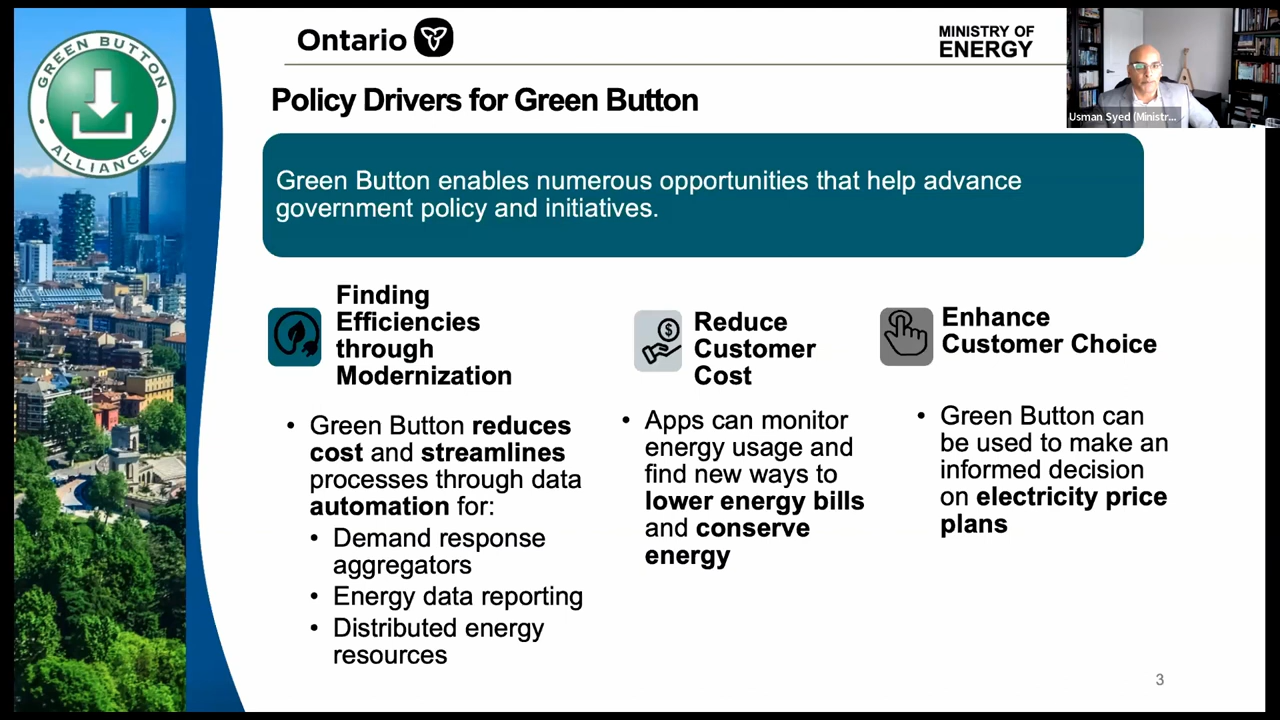 GREEN BUTTON
ALLIANCE
Ontario
MINISTRY OF
ENERGY
Usman Syed (Ministr...
Policy Drivers for Green Button
Green Button enables numerous opportunities that help advance
government policy and initiatives.
Finding
Efficiencies
through
Modernization
• Green Button reduces
cost and streamlines
processes through data
automation for:
• Demand response
aggregators
• Energy data reporting
• Distributed energy
resources
$
Reduce
Customer
Cost
• Apps can monitor
energy usage and
find new ways to
lower energy bills
and conserve
energy
Enhance
Customer Choice
• Green Button can
be used to make an
informed decision
on electricity price
plans
3